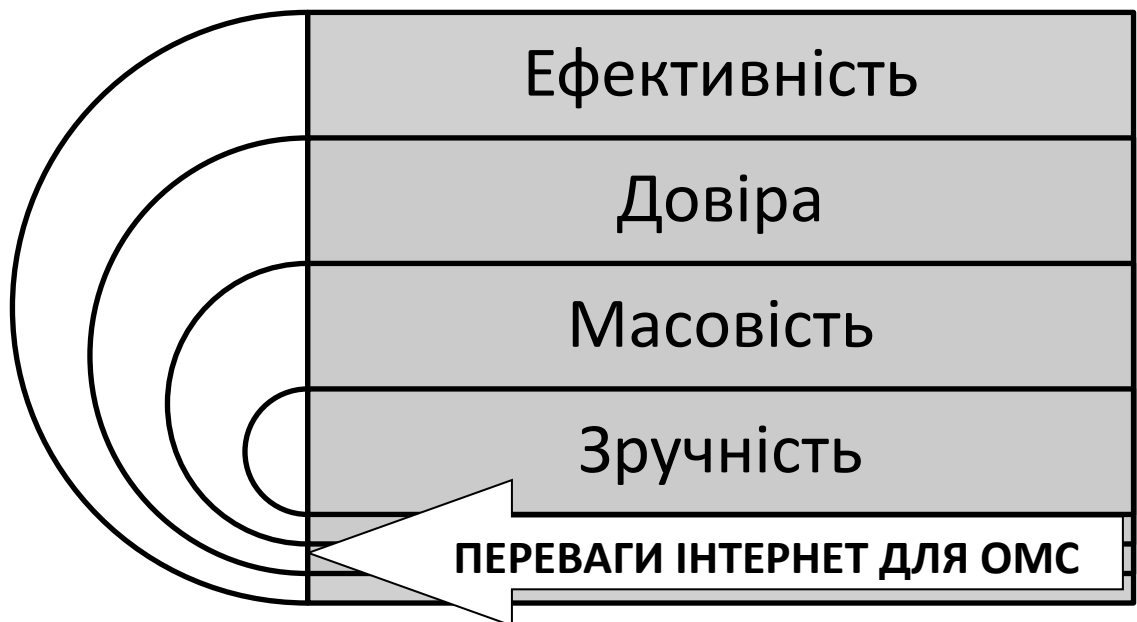 Ефективність
Довіра
Масовість
Зручність
ПЕРЕВАГИ ІНТЕРНЕТ ДЛЯ ОМС